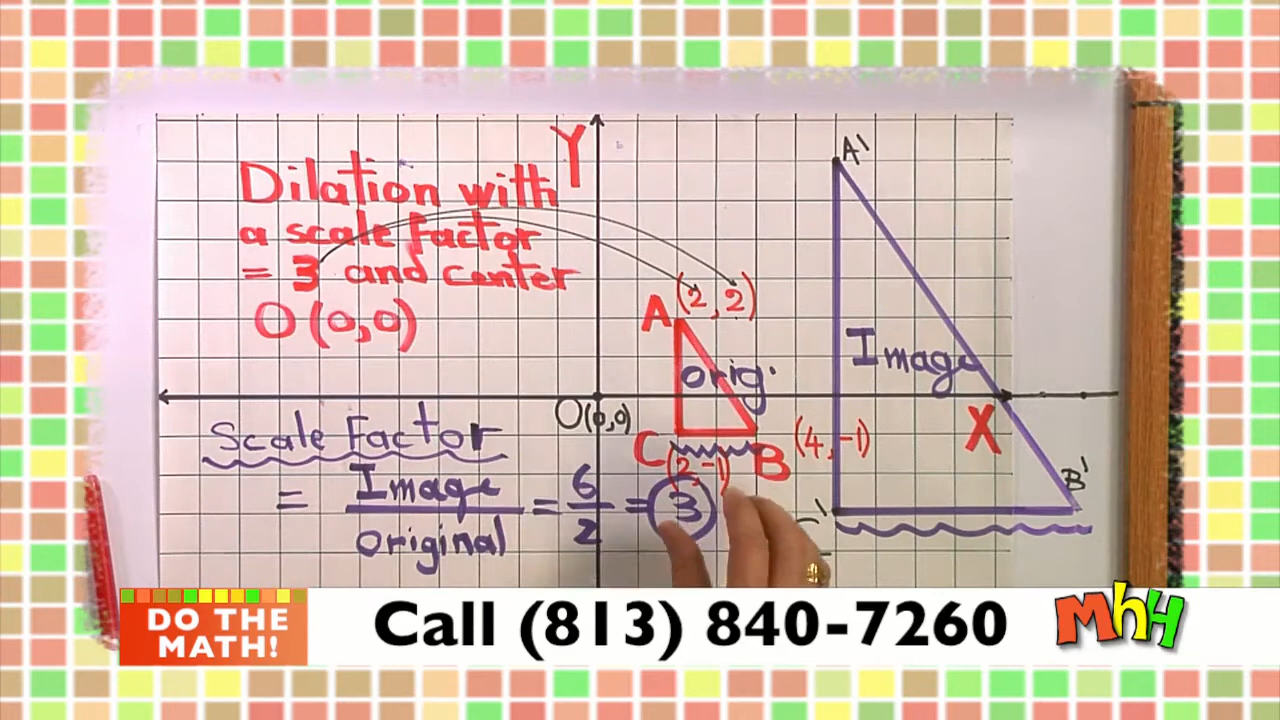 Y
Dilation with
a scale factor
= 3 and center
O(0,0)
A'
A (2, 2)
Image
orig.
O(0,0)
X
C (2,-1)
B (4,-1)
B'
Scale Factor
= Image / original = 6/2 = 3
DO THE
MATH!
Call (813) 840-7260
Mh4